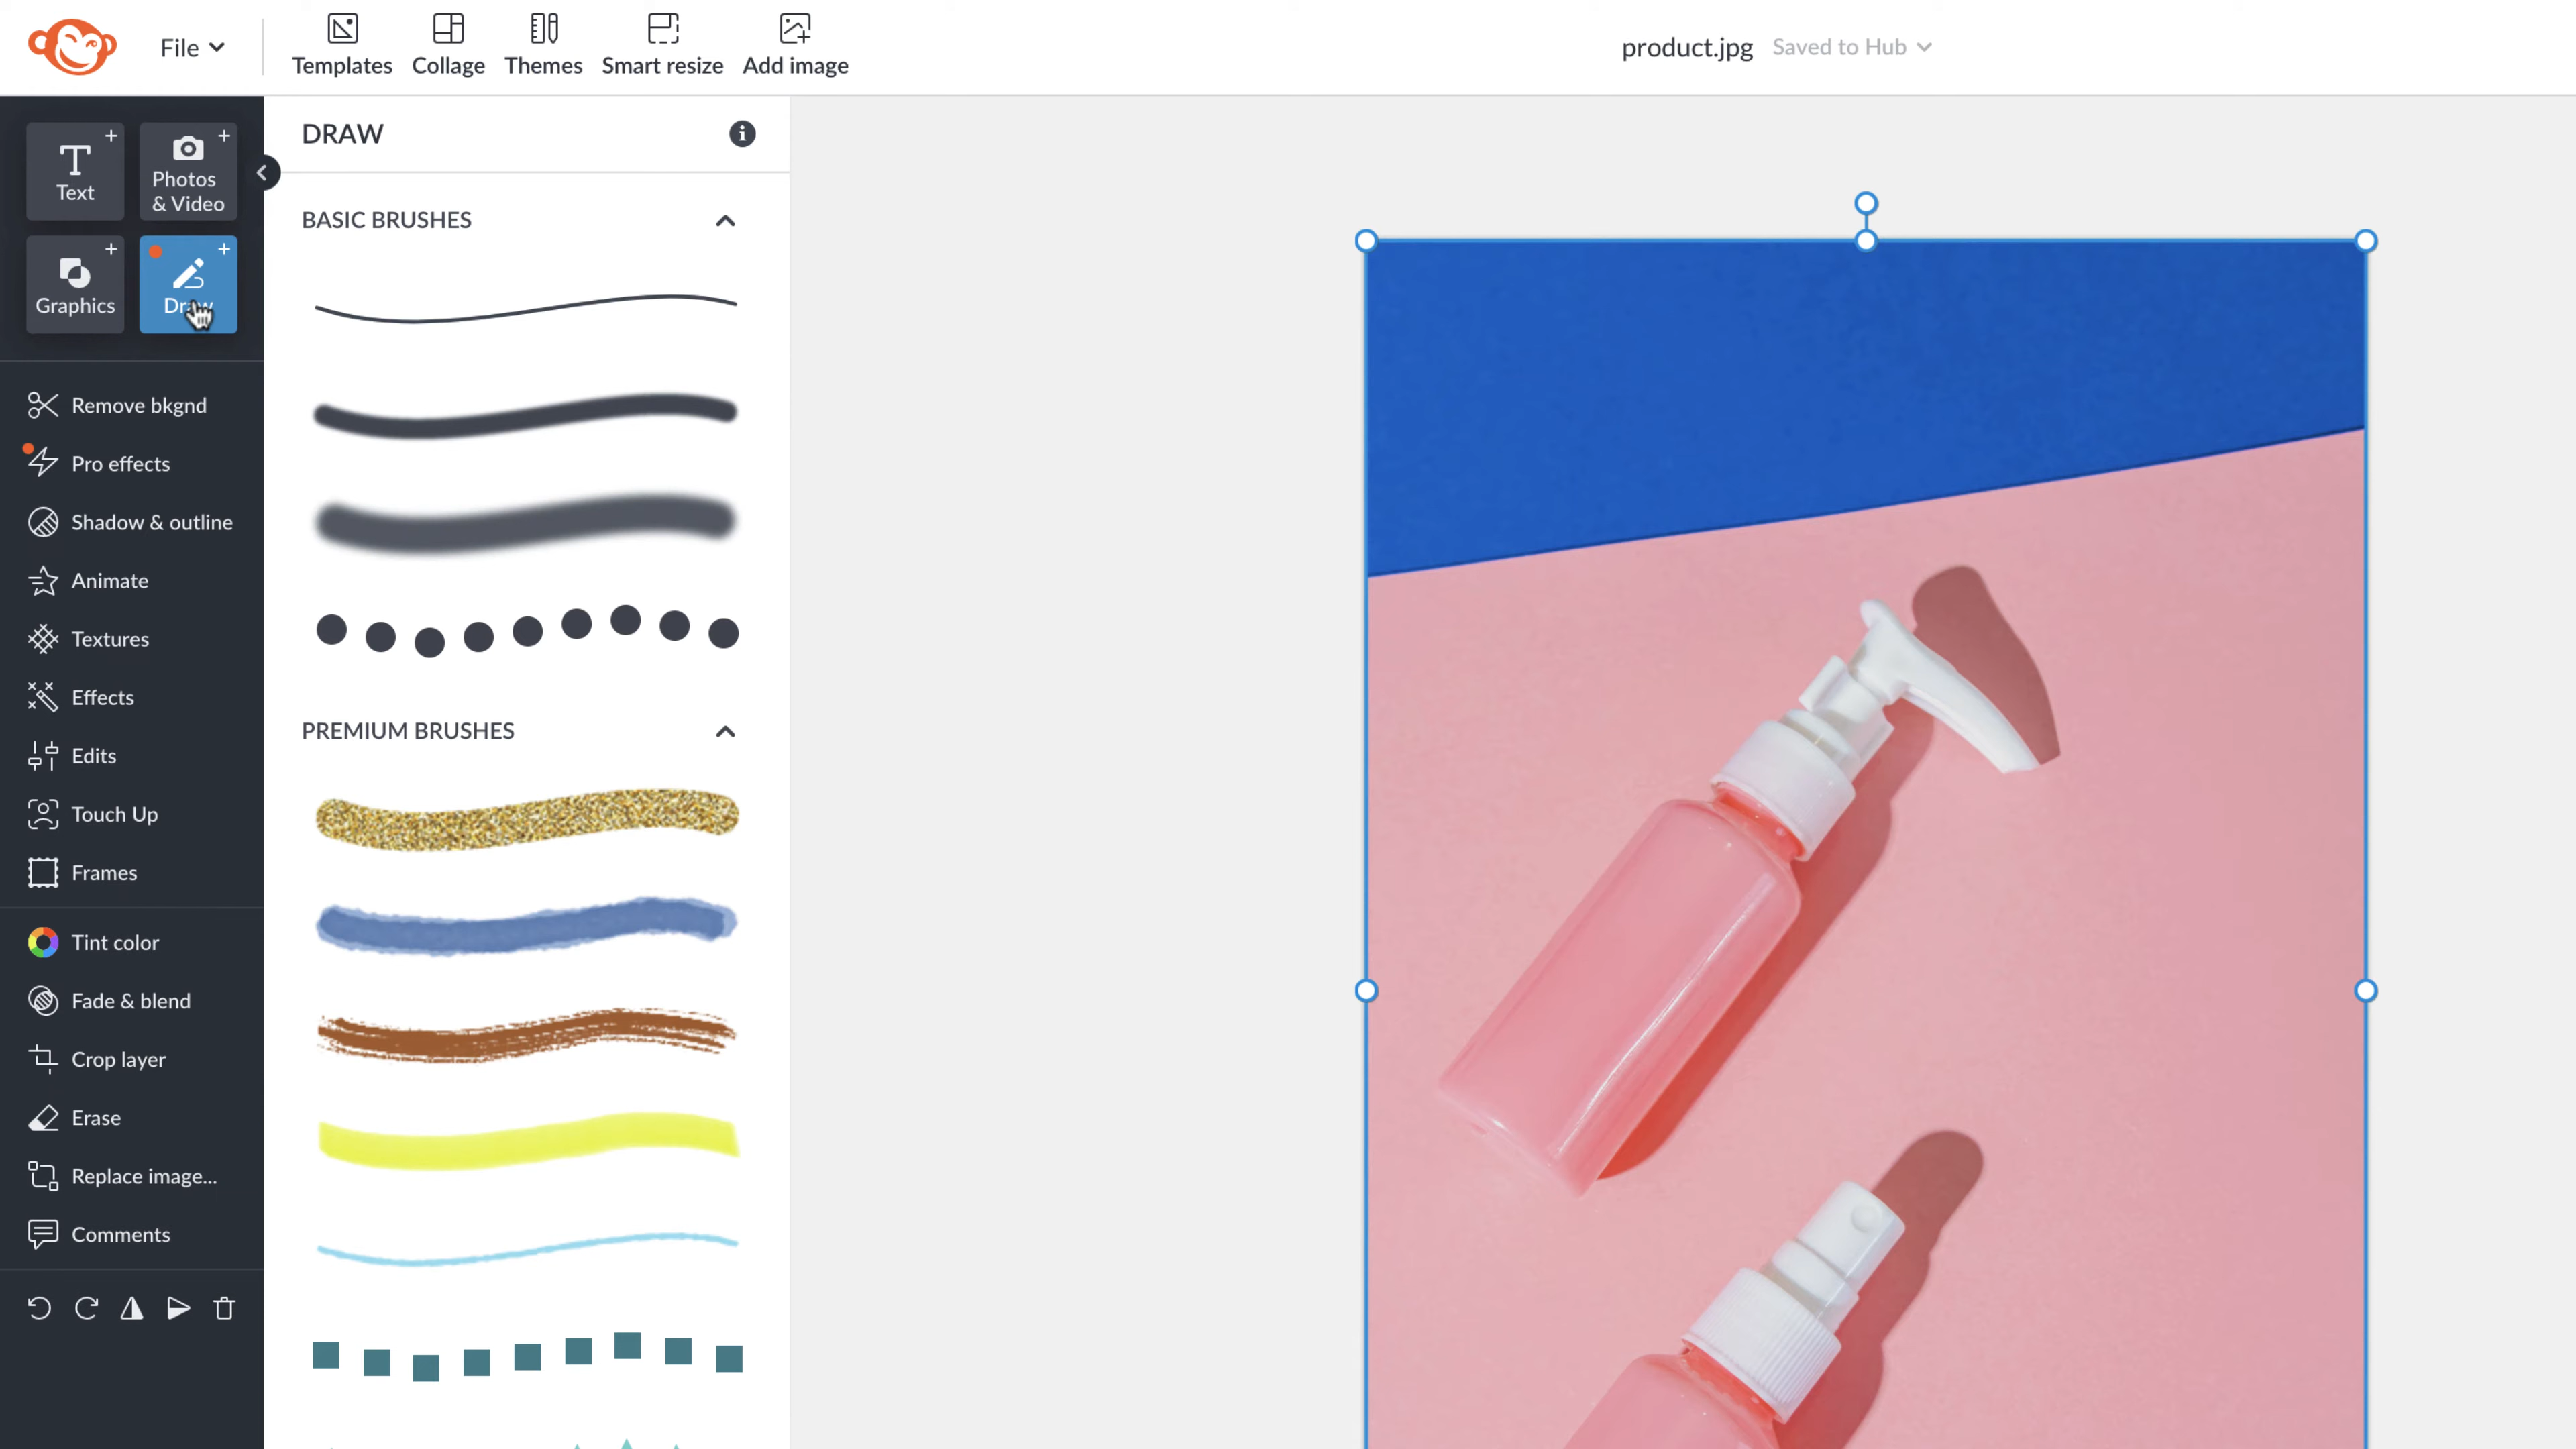 File
Templates
Collage
Themes
Smart resize
Add image
product.jpg
Saved to Hub
Text
Photos
& Video
Graphics
Draw
DRAW
BASIC BRUSHES
PREMIUM BRUSHES
Remove bkgnd
Pro effects
Shadow & outline
Animate
Textures
Effects
Edits
Touch Up
Frames
Tint color
Fade & blend
Crop layer
Erase
Replace image...
Comments